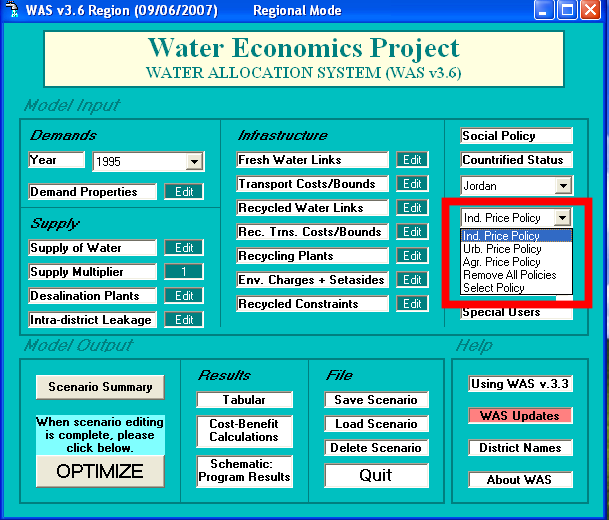 WAS v3.6 Region (09/06/2007) Regional Mode
Water Economics Project
WATER ALLOCATION SYSTEM (WAS v3.6)
Model Input
Demands
Year 1995
Demand Properties Edit
Supply
Supply of Water Edit
Supply Multiplier 1
Desalination Plants Edit
Intra-district Leakage Edit
Infrastructure
Fresh Water Links Edit
Transport Costs/Bounds Edit
Recycled Water Links Edit
Rec. Trns. Costs/Bounds Edit
Recycling Plants Edit
Env. Charges + Setasides Edit
Recycled Constraints Edit
Social Policy
Countrified Status
Jordan
Ind. Price Policy
Ind. Price Policy
Urb. Price Policy
Agr. Price Policy
Remove All Policies
Select Policy
Special Users
Model Output
Scenario Summary
When scenario editing
is complete, please
click below.
OPTIMIZE
Results
Tabular
Cost-Benefit
Calculations
Schematic:
Program Results
File
Save Scenario
Load Scenario
Delete Scenario
Quit
Help
Using WAS v.3.3
WAS Updates
District Names
About WAS